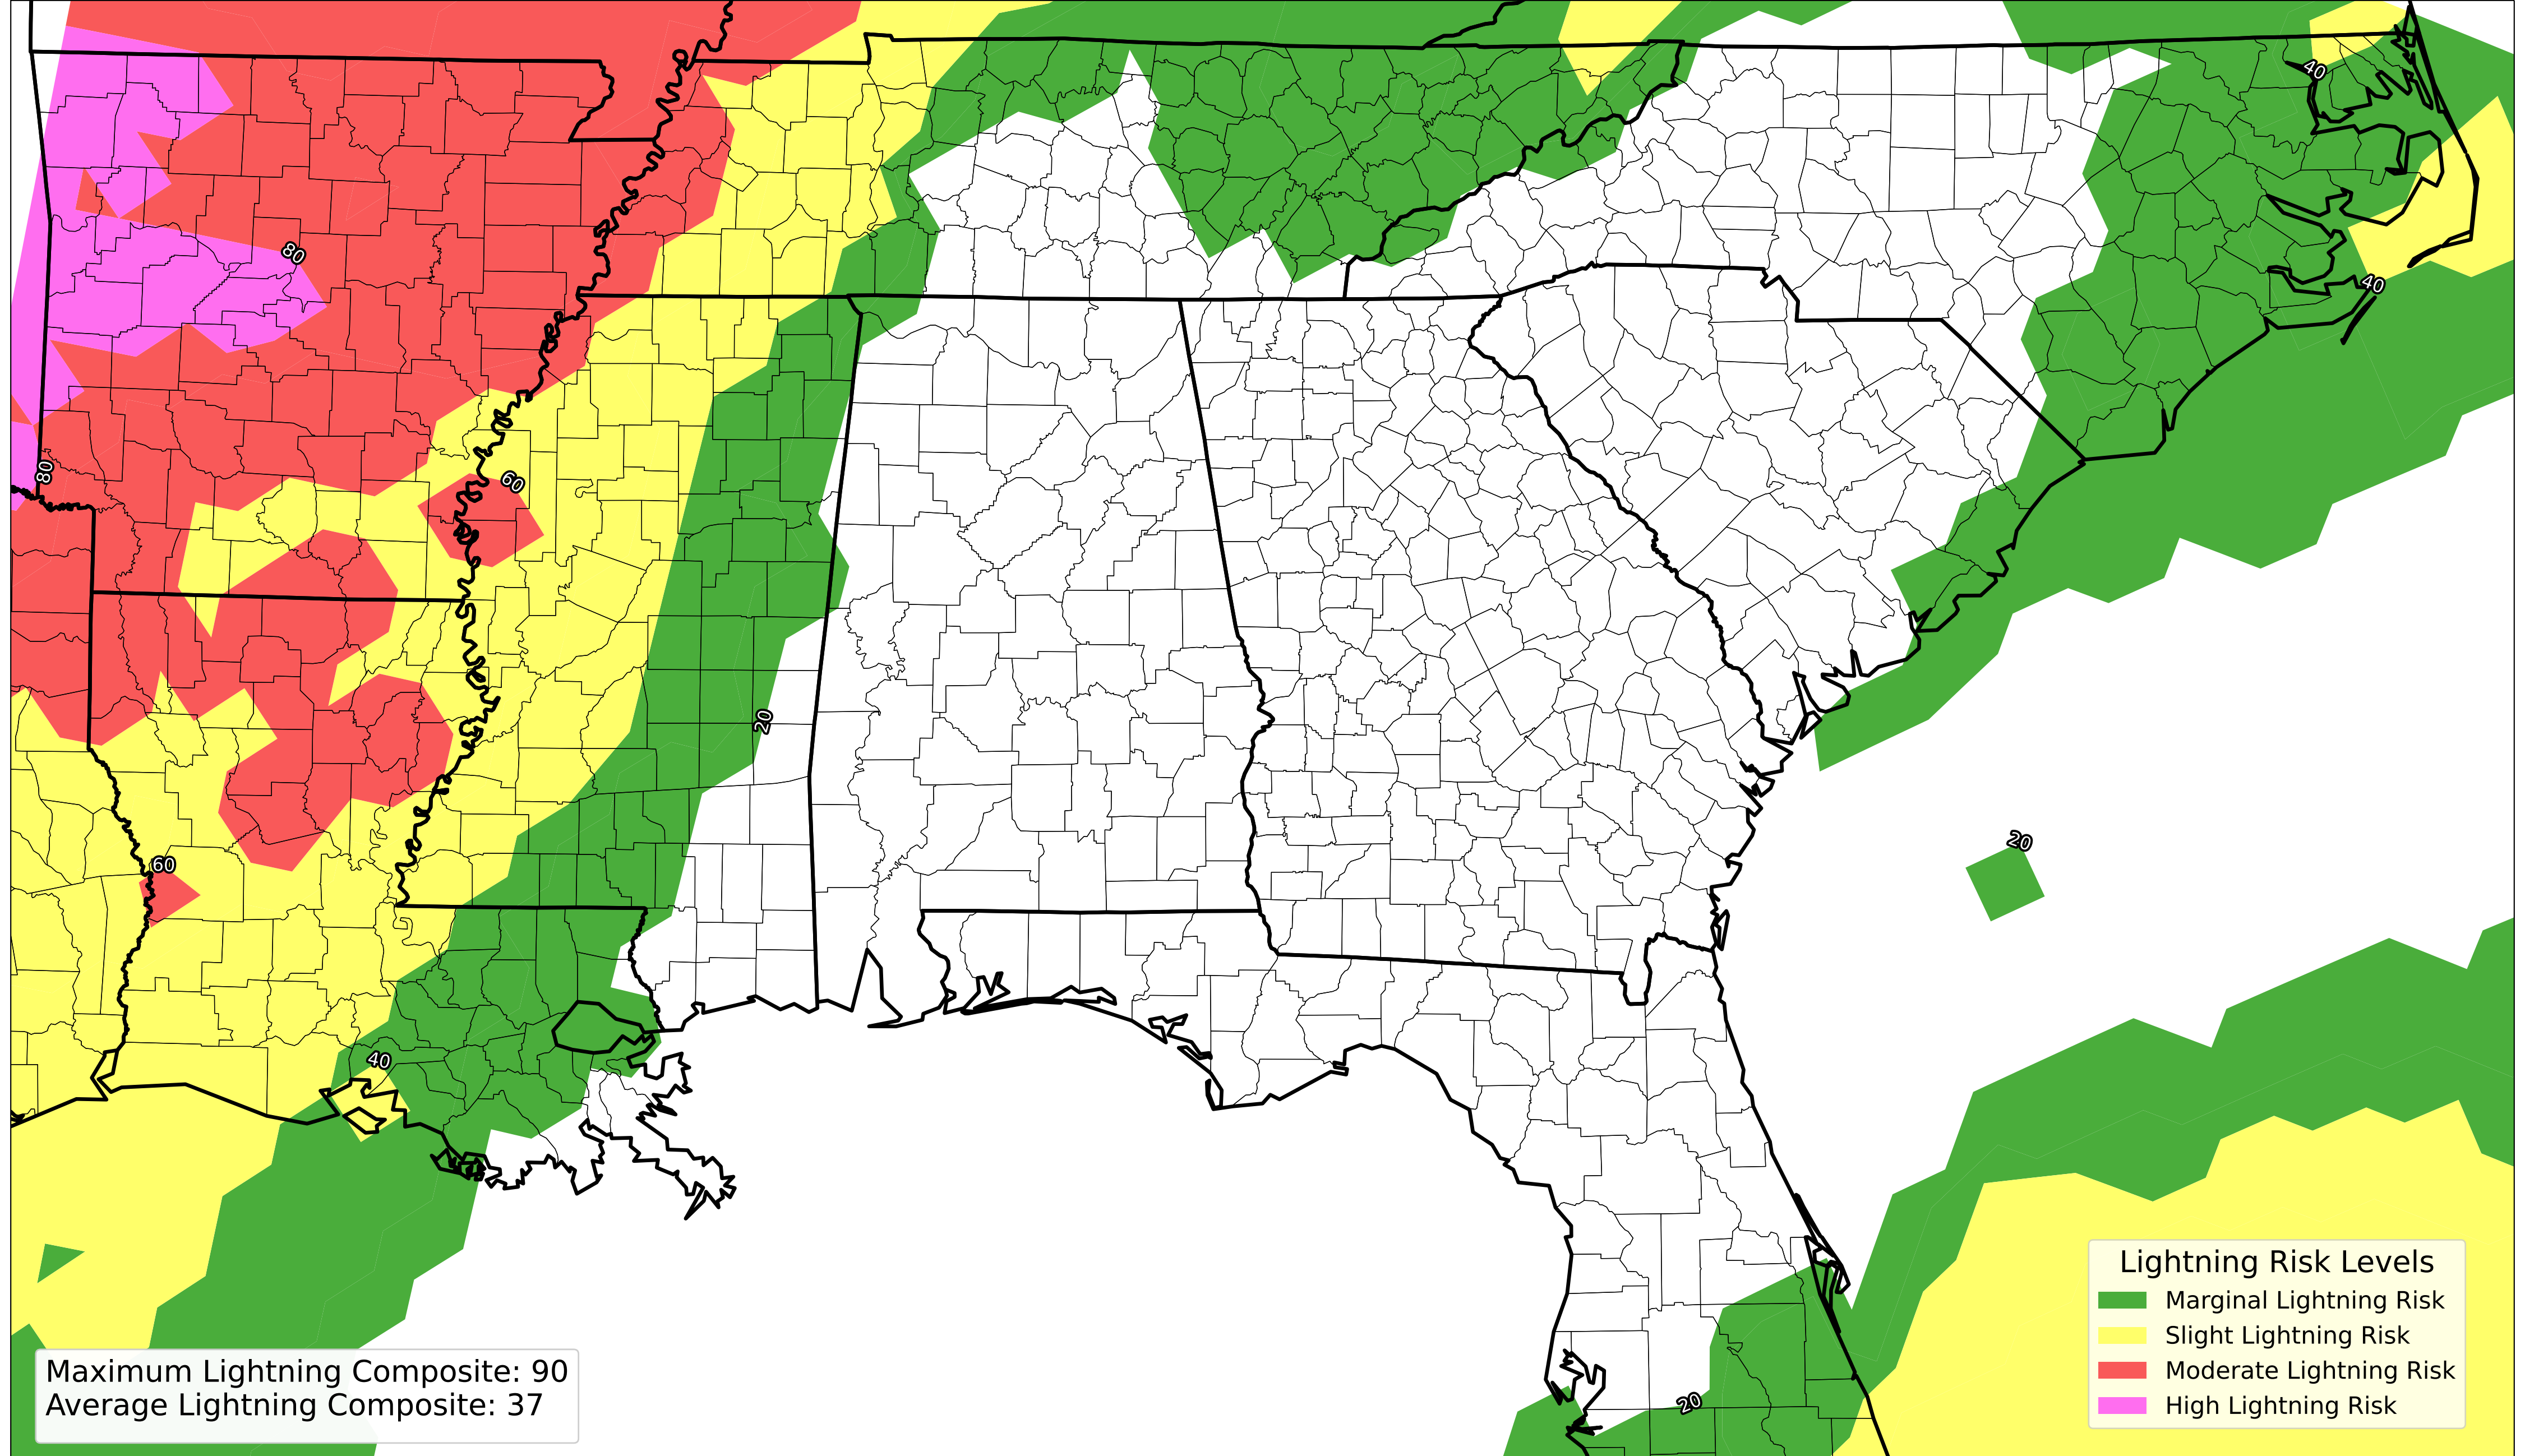 40
80
40
80
60
20
20
60
40
20
Lightning Risk Levels
Marginal Lightning Risk
Slight Lightning Risk
Moderate Lightning Risk
High Lightning Risk
Maximum Lightning Composite: 90
Average Lightning Composite: 37